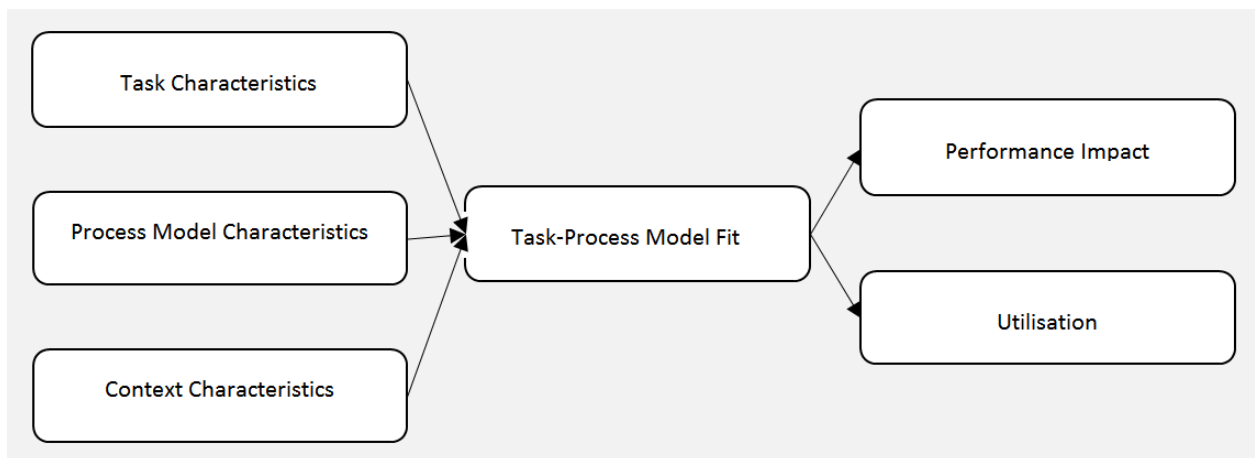 Task Characteristics
Process Model Characteristics
Context Characteristics
Task-Process Model Fit
Performance Impact
Utilisation